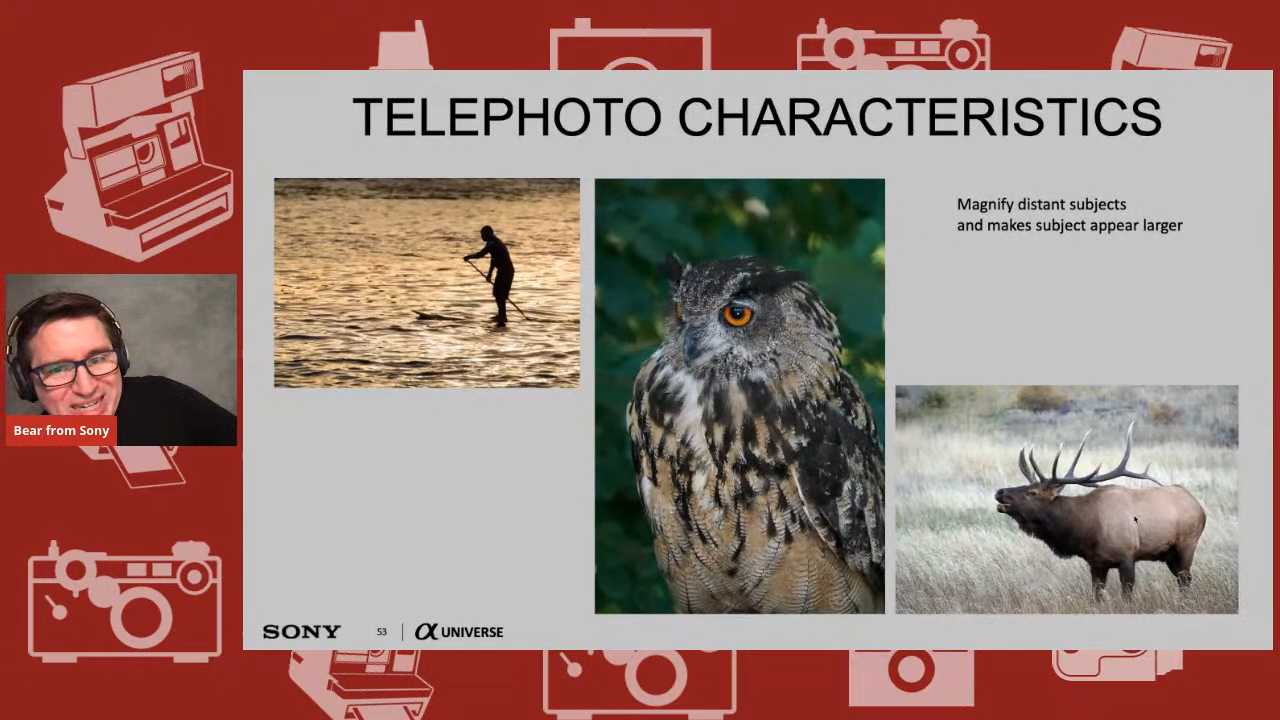 TELEPHOTO CHARACTERISTICS
Magnify distant subjects
and makes subject appear larger
Bear from Sony
SONY 53 α UNIVERSE